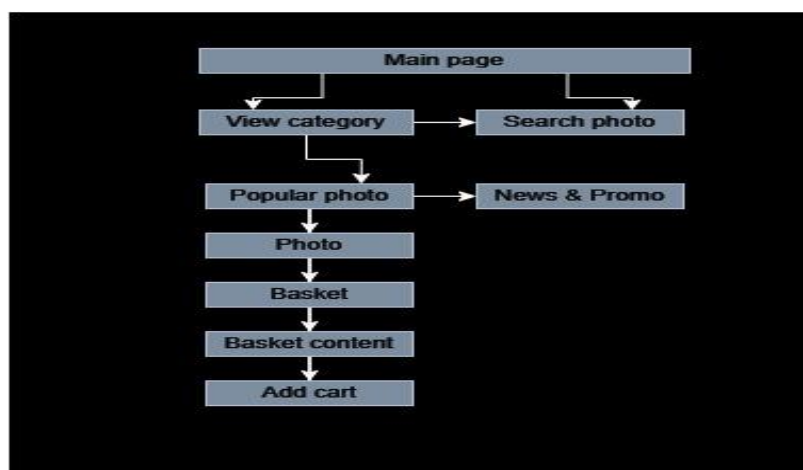 Main page
View category
Search photo
Popular photo
News & Promo
Photo
Basket
Basket content
Add cart